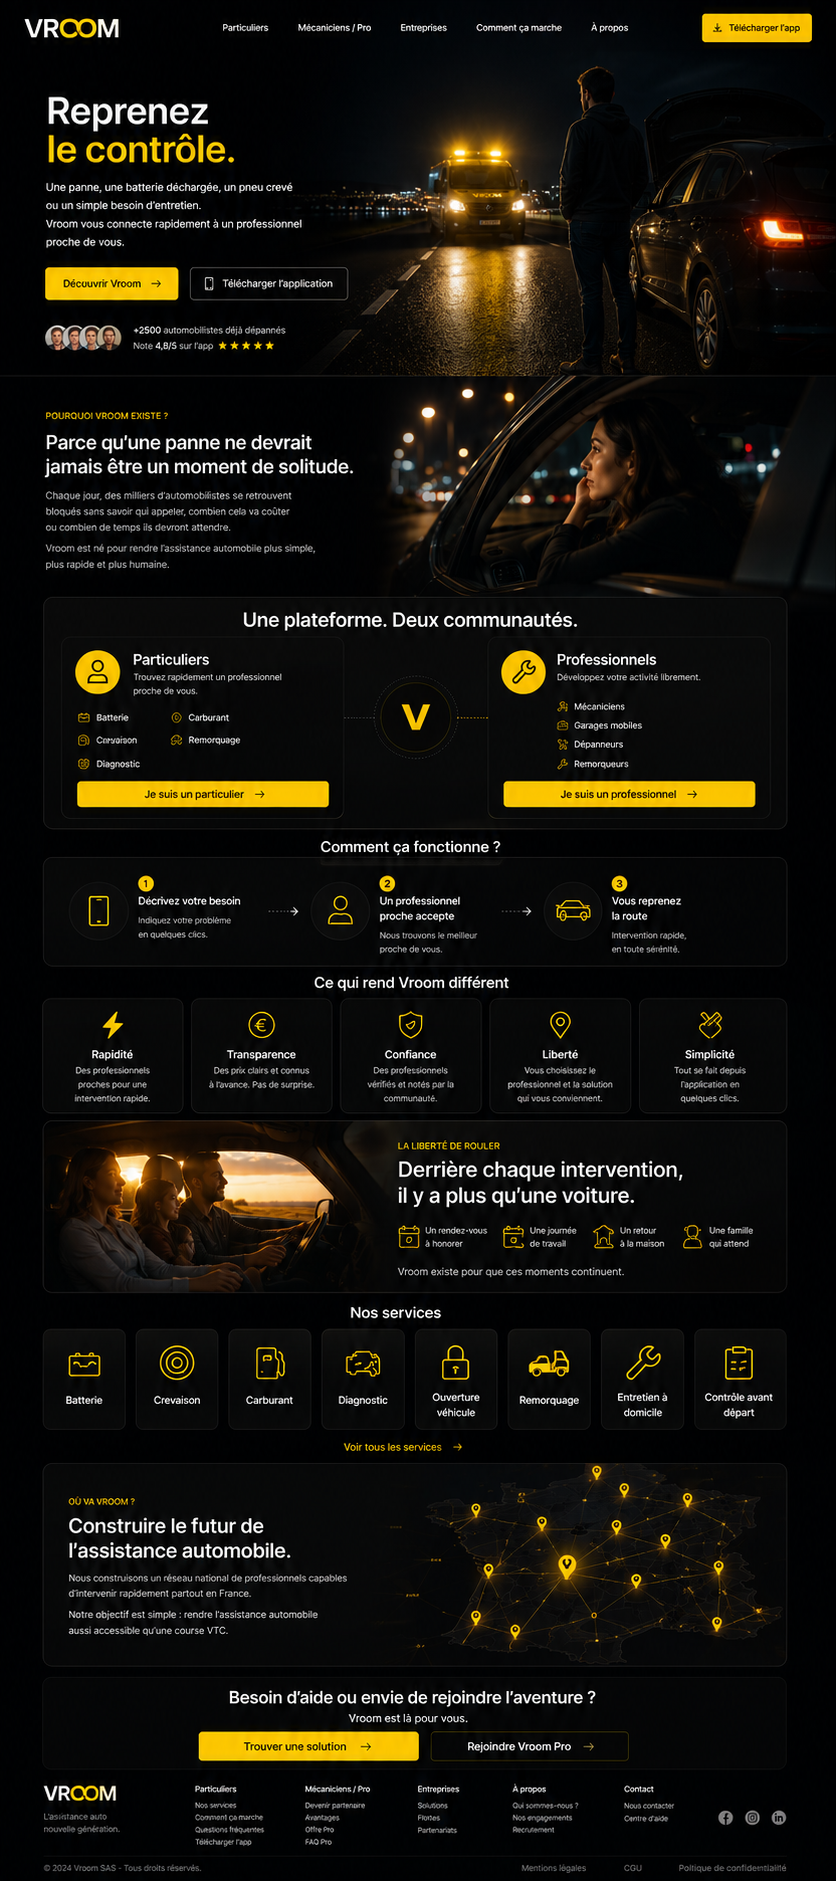 VROOM
Particuliers
Mécaniciens / Pro
Entreprises
Comment ça marche
À propos
Télécharger l'app
Reprenez
le contrôle.
Une panne, une batterie déchargée, un pneu crevé
ou un simple besoin d'entretien.
Vroom vous connecte rapidement à un professionnel
proche de vous.
Découvrir Vroom →
Télécharger l'application
+2500 automobilistes déjà dépannés
Note 4,8/5 sur l'app ★★★★★
POURQUOI VROOM EXISTE ?
Parce qu'une panne ne devrait
jamais être un moment de solitude.
Chaque jour, des milliers d'automobilistes se retrouvent
bloqués sans savoir qui appeler, combien cela va coûter
ou combien de temps ils devront attendre.
Vroom est né pour rendre l'assistance automobile plus simple,
plus rapide et plus humaine.
Une plateforme. Deux communautés.
Particuliers
Trouvez rapidement un professionnel
proche de vous.
Batterie
Carburant
Crevaison
Remorquage
Diagnostic
Je suis un particulier →
V
Professionnels
Développez votre activité librement.
Mécaniciens
Garages mobiles
Dépanneurs
Remorqueurs
Je suis un professionnel →
Comment ça fonctionne ?
1
Décrivez votre besoin
Indiquez votre problème
en quelques clics.
2
Un professionnel
proche accepte
Nous trouvons le meilleur
proche de vous.
3
Vous reprenez
la route
Intervention rapide,
en toute sérénité.
Ce qui rend Vroom différent
Rapidité
Des professionnels
proches pour une
intervention rapide.
Transparence
Des prix clairs et connus
à l'avance. Pas de surprise.
Confiance
Des professionnels
vérifiés et notés par la
communauté.
Liberté
Vous choisissez le
professionnel et la solution
qui vous conviennent.
Simplicité
Tout se fait depuis
l'application en
quelques clics.
LA LIBERTÉ DE ROULER
Derrière chaque intervention,
il y a plus qu'une voiture.
Un rendez-vous
à honorer
Une journée
de travail
Un retour
à la maison
Une famille
qui attend
Vroom existe pour que ces moments continuent.
Nos services
Batterie
Crevaison
Carburant
Diagnostic
Ouverture
véhicule
Remorquage
Entretien à
domicile
Contrôle avant
départ
Voir tous les services →
OÙ VA VROOM ?
Construire le futur de
l'assistance automobile.
Nous construisons un réseau national de professionnels capables
d'intervenir rapidement partout en France.
Notre objectif est simple : rendre l'assistance automobile
aussi accessible qu'une course VTC.
Besoin d'aide ou envie de rejoindre l'aventure ?
Vroom est là pour vous.
Trouver une solution →
Rejoindre Vroom Pro →
VROOM
L'assistance auto
nouvelle génération.
Particuliers
Nos services
Comment ça marche
Questions fréquentes
Télécharger l'app
Mécaniciens / Pro
Devenir partenaire
Avantages
Offre Pro
FAQ Pro
Entreprises
Solutions
Flottes
Partenariats
À propos
Qui sommes-nous ?
Nos engagements
Recrutement
Contact
Nous contacter
Centre d'aide
© 2024 Vroom SAS - Tous droits réservés.
Mentions légales
CGU
Politique de confidentialité